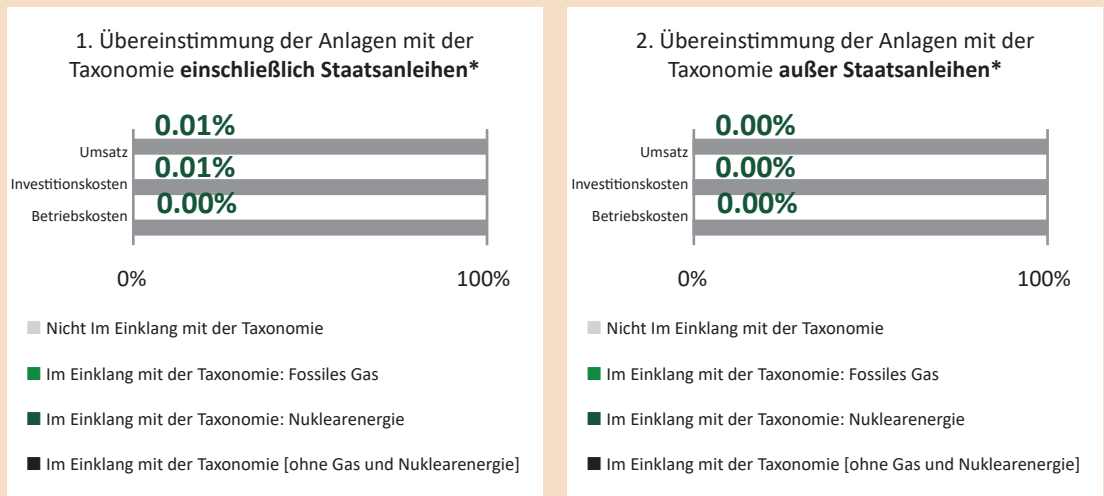 1. Übereinstimmung der Anlagen mit der
Taxonomie einschließlich Staatsanleihen*
0.01%
Umsatz
0.01%
Investitionskosten
0.00%
Betriebskosten
0% 100%
Nicht Im Einklang mit der Taxonomie
Im Einklang mit der Taxonomie: Fossiles Gas
Im Einklang mit der Taxonomie: Nuklearenergie
Im Einklang mit der Taxonomie [ohne Gas und Nuklearenergie]
2. Übereinstimmung der Anlagen mit der
Taxonomie außer Staatsanleihen*
0.00%
Umsatz
0.00%
Investitionskosten
0.00%
Betriebskosten
0% 100%
Nicht Im Einklang mit der Taxonomie
Im Einklang mit der Taxonomie: Fossiles Gas
Im Einklang mit der Taxonomie: Nuklearenergie
Im Einklang mit der Taxonomie [ohne Gas und Nuklearenergie]